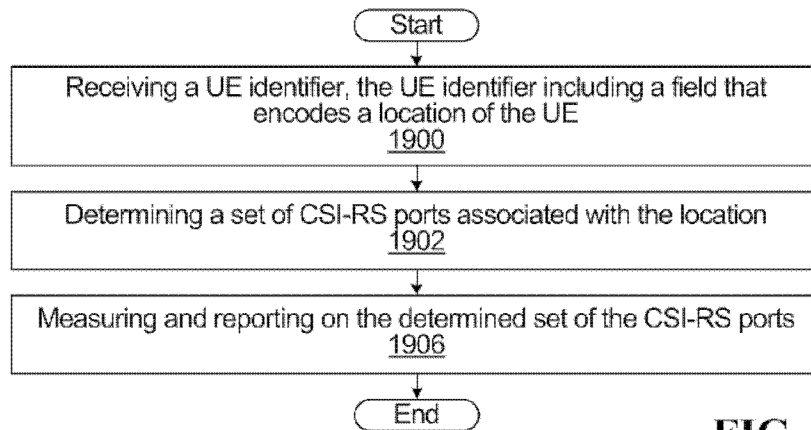 Start
Receiving a UE identifier, the UE identifier including a field that
encodes a location of the UE
1900
Determining a set of CSI-RS ports associated with the location
1902
Measuring and reporting on the determined set of the CSI-RS ports
1906
End
FIG